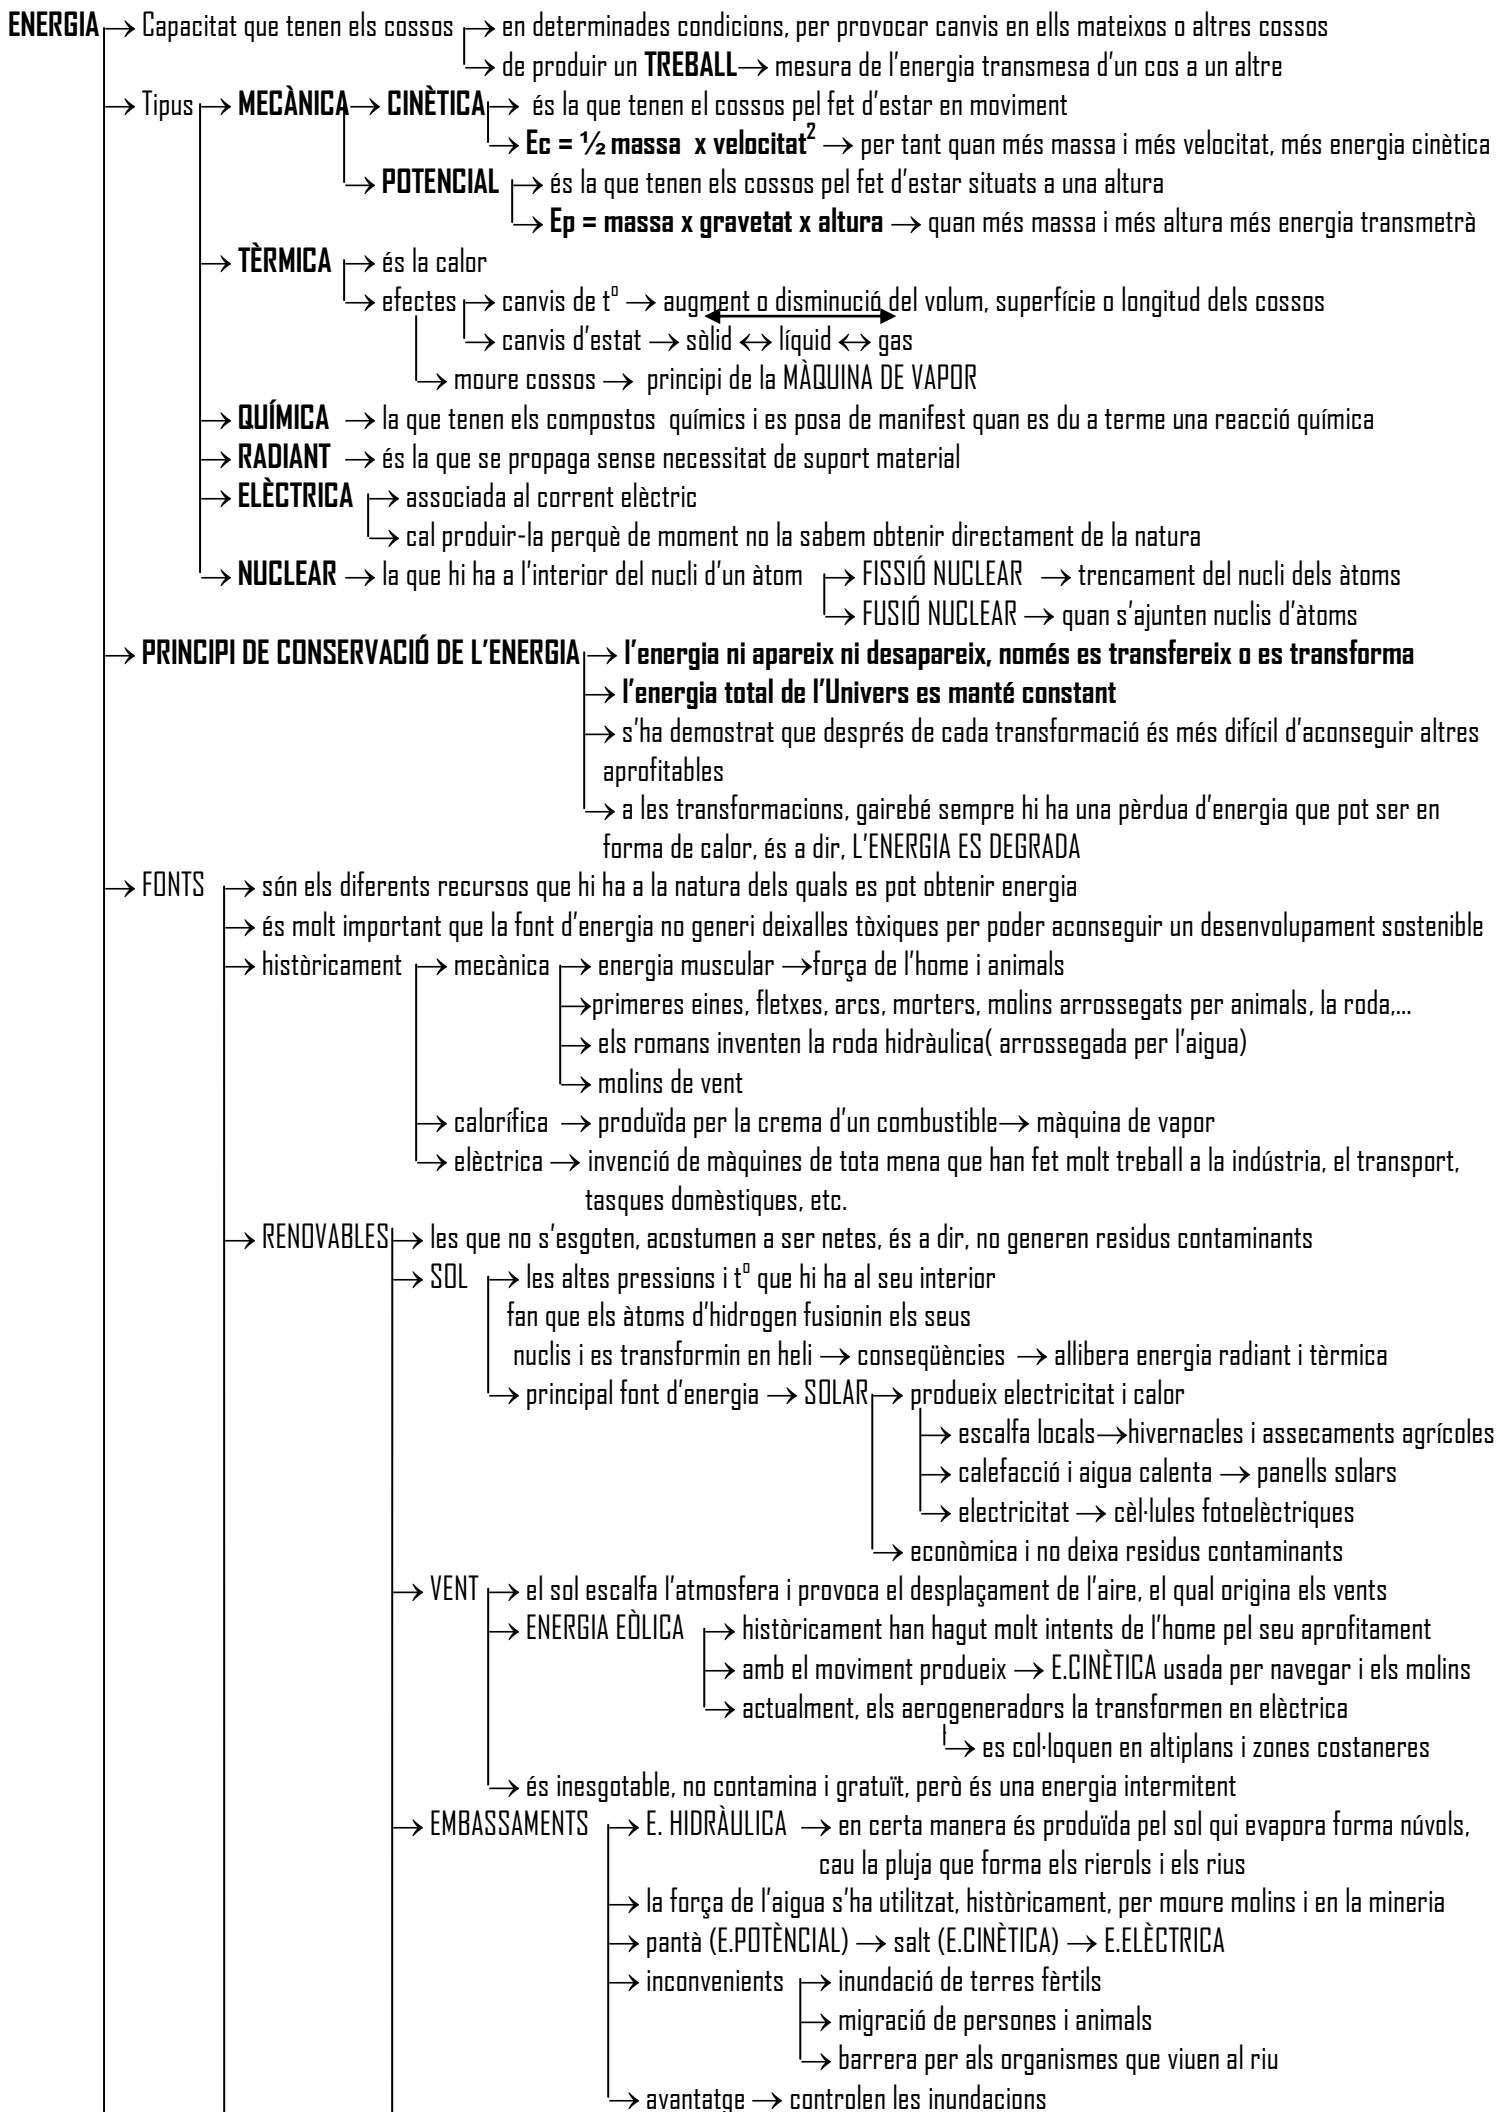 ENERGIA → Capacitat que tenen els cossos → en determinades condicions, per provocar canvis en ells mateixos o altres cossos
→ de produir un TREBALL → mesura de l'energia transmesa d'un cos a un altre
→ Tipus → MECÀNICA → CINÈTICA → és la que tenen el cossos pel fet d'estar en moviment
→ Ec = ½ massa x velocitat² → per tant quan més massa i més velocitat, més energia cinètica
→ POTENCIAL → és la que tenen els cossos pel fet d'estar situats a una altura
→ Ep = massa x gravetat x altura → quan més massa i més altura més energia transmetrà
→ TÈRMICA → és la calor
→ efectes → canvis de tº → augment o disminució del volum, superfície o longitud dels cossos
→ canvis d'estat → sòlid ↔ líquid ↔ gas
→ moure cossos → principi de la MÀQUINA DE VAPOR
→ QUÍMICA → la que tenen els compostos químics i es posa de manifest quan es du a terme una reacció química
→ RADIANT → és la que se propaga sense necessitat de suport material
→ ELÈCTRICA → associada al corrent elèctric
→ cal produir-la perquè de moment no la sabem obtenir directament de la natura
→ NUCLEAR → la que hi ha a l'interior del nucli d'un àtom → FISSIÓ NUCLEAR → trencament del nucli dels àtoms
→ FUSIÓ NUCLEAR → quan s'ajunten nuclis d'àtoms
→ PRINCIPI DE CONSERVACIÓ DE L'ENERGIA → l'energia ni apareix ni desapareix, només es transfereix o es transforma
→ l'energia total de l'Univers es manté constant
→ s'ha demostrat que després de cada transformació és més difícil d'aconseguir altres
aprofitables
→ a les transformacions, gairebé sempre hi ha una pèrdua d'energia que pot ser en
forma de calor, és a dir, L'ENERGIA ES DEGRADA
→ FONTS → són els diferents recursos que hi ha a la natura dels quals es pot obtenir energia
→ és molt important que la font d'energia no generi deixalles tòxiques per poder aconseguir un desenvolupament sostenible
→ històricament → mecànica → energia muscular → força de l'home i animals
→ primeres eines, fletxes, arcs, morters, molins arrossegats per animals, la roda,...
→ els romans inventen la roda hidràulica( arrossegada per l'aigua)
→ molins de vent
→ calorífica → produïda per la crema d'un combustible → màquina de vapor
→ elèctrica → invenció de màquines de tota mena que han fet molt treball a la indústria, el transport,
tasques domèstiques, etc.
→ RENOVABLES → les que no s'esgoten, acostumen a ser netes, és a dir, no generen residus contaminants
→ SOL → les altes pressions i tº que hi ha al seu interior
fan que els àtoms d'hidrogen fusionin els seus
nuclis i es transformin en heli → conseqüències → allibera energia radiant i tèrmica
→ principal font d'energia → SOLAR → produeix electricitat i calor
→ escalfa locals → hivernacles i assecaments agrícoles
→ calefacció i aigua calenta → panells solars
→ electricitat → cèl·lules fotoelèctriques
→ econòmica i no deixa residus contaminants
→ VENT → el sol escalfa l'atmosfera i provoca el desplaçament de l'aire, el qual origina els vents
→ ENERGIA EÒLICA → històricament han hagut molt intents de l'home pel seu aprofitament
→ amb el moviment produeix → E.CINÈTICA usada per navegar i els molins
→ actualment, els aerogeneradors la transformen en elèctrica
→ es col·loquen en altiplans i zones costaneres
→ és inesgotable, no contamina i gratuït, però és una energia intermitent
→ EMBASSAMENTS → E. HIDRÀULICA → en certa manera és produïda pel sol qui evapora forma núvols,
cau la pluja que forma els rierols i els rius
→ la força de l'aigua s'ha utilitzat, històricament, per moure molins i en la mineria
→ pantà (E.POTÈNCIAL) → salt (E.CINÈTICA) → E.ELÈCTRICA
→ inconvenients → inundació de terres fèrtils
→ migració de persones i animals
→ barrera per als organismes que viuen al riu
→ avantatge → controlen les inundacions